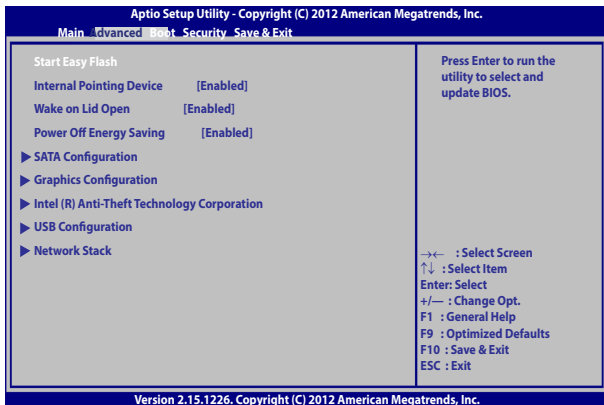 Aptio Setup Utility - Copyright (C) 2012 American Megatrends, Inc.
Main Advanced Boot Security Save & Exit
Start Easy Flash
Internal Pointing Device [Enabled]
Wake on Lid Open [Enabled]
Power Off Energy Saving [Enabled]
SATA Configuration
Graphics Configuration
Intel (R) Anti-Theft Technology Corporation
USB Configuration
Network Stack
Press Enter to run the
utility to select and
update BIOS.
→← : Select Screen
↑↓ : Select Item
Enter: Select
+/— : Change Opt.
F1 : General Help
F9 : Optimized Defaults
F10 : Save & Exit
ESC : Exit
Version 2.15.1226. Copyright (C) 2012 American Megatrends, Inc.